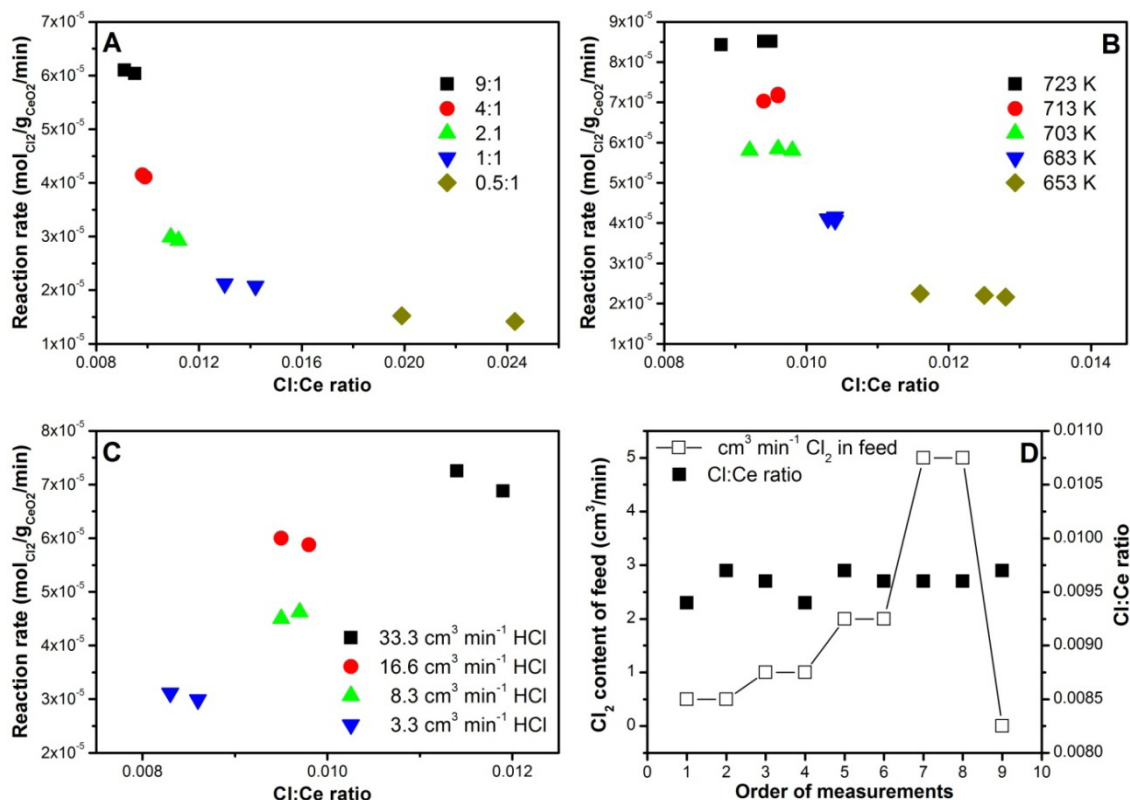 A
Reaction rate (mol_Cl2/g_CeO2/min)
7x10⁻⁵
6x10⁻⁵
5x10⁻⁵
4x10⁻⁵
3x10⁻⁵
2x10⁻⁵
1x10⁻⁵
9:1
4:1
2:1
1:1
0.5:1
0.008 0.012 0.016 0.020 0.024
Cl:Ce ratio
B
Reaction rate (mol_Cl2/g_CeO2/min)
9x10⁻⁵
8x10⁻⁵
7x10⁻⁵
6x10⁻⁵
5x10⁻⁵
4x10⁻⁵
3x10⁻⁵
2x10⁻⁵
1x10⁻⁵
723 K
713 K
703 K
683 K
653 K
0.008 0.010 0.012 0.014
Cl:Ce ratio
C
Reaction rate (mol_Cl2/g_CeO2/min)
8x10⁻⁵
7x10⁻⁵
6x10⁻⁵
5x10⁻⁵
4x10⁻⁵
3x10⁻⁵
2x10⁻⁵
33.3 cm³ min⁻¹ HCl
16.6 cm³ min⁻¹ HCl
8.3 cm³ min⁻¹ HCl
3.3 cm³ min⁻¹ HCl
0.008 0.010 0.012
Cl:Ce ratio
D
cm³ min⁻¹ Cl₂ in feed
Cl:Ce ratio
Cl₂ content of feed (cm³/min)
5
4
3
2
1
0
0.0110
0.0105
0.0100
0.0095
0.0090
0.0085
0.0080
Cl:Ce ratio
0 1 2 3 4 5 6 7 8 9 10
Order of measurements